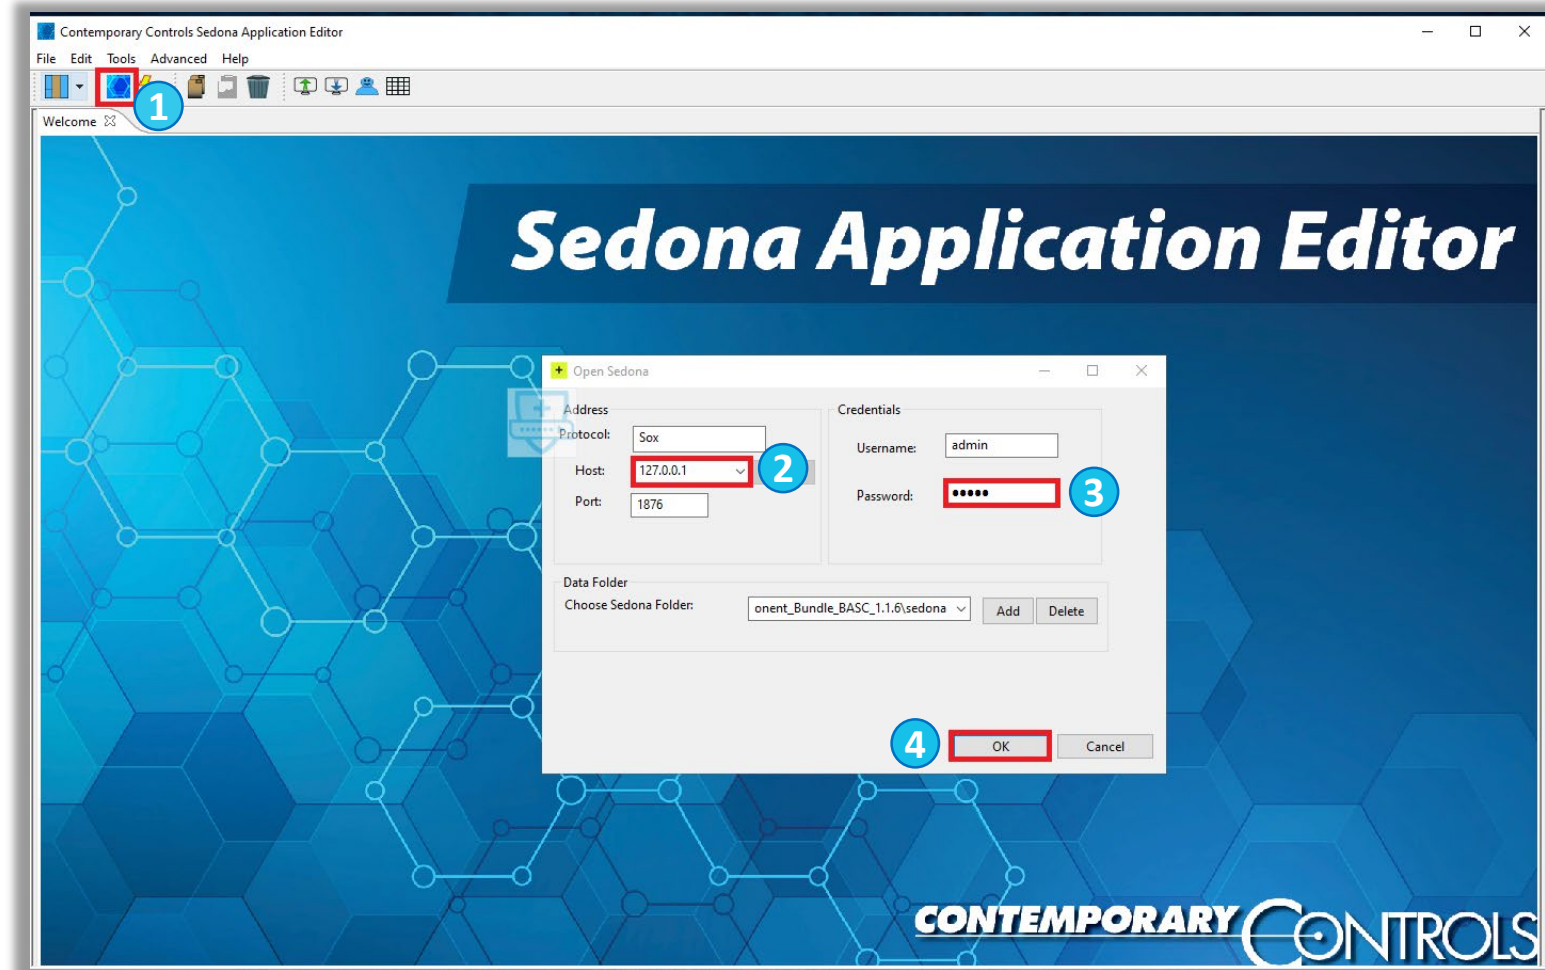 Contemporary Controls Sedona Application Editor
File Edit Tools Advanced Help
1
Welcome
Sedona Application Editor
Open Sedona
Address
Credentials
Protocol: Sox
Username: admin
Host: 127.0.0.1
2
Password: •••••
3
Port: 1876
Data Folder
Choose Sedona Folder: onent_Bundle_BASC_1.1.6\sedona Add Delete
4
OK Cancel
CONTEMPORARY CONTROLS